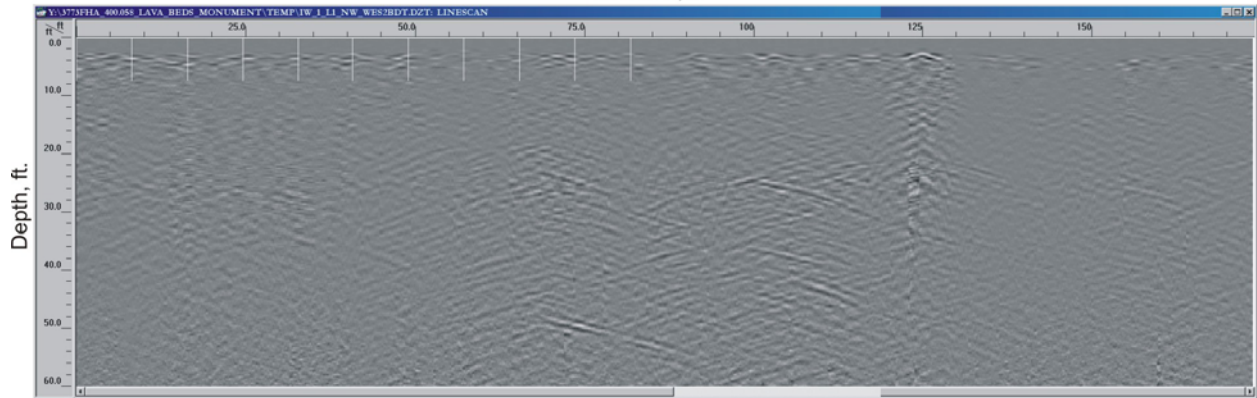 Y:\3773FHA_400.058_LAVA_BEDS_MONUMENT\TEMP\IW_1_L1_NW_WES2BDT.DZT: LINESCAN
ft ft 25.0 50.0 75.0 100 125 150
0.0
10.0
20.0
30.0
40.0
50.0
60.0
Depth, ft.